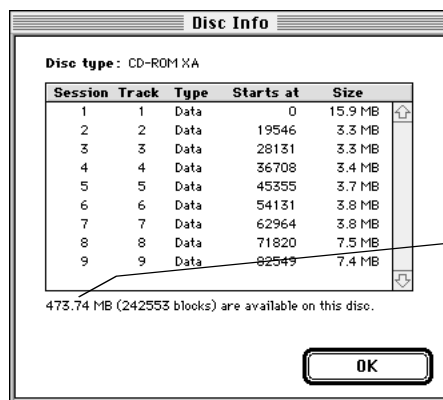 Disc Info
Disc type: CD-ROM XA
Session Track Type Starts at Size
1 1 Data 0 15.9 MB
2 2 Data 19546 3.3 MB
3 3 Data 28131 3.3 MB
4 4 Data 36708 3.4 MB
5 5 Data 45355 3.7 MB
6 6 Data 54131 3.8 MB
7 7 Data 62964 3.8 MB
8 8 Data 71820 7.5 MB
9 9 Data 82549 7.4 MB
473.74 MB (242553 blocks) are available on this disc.
OK